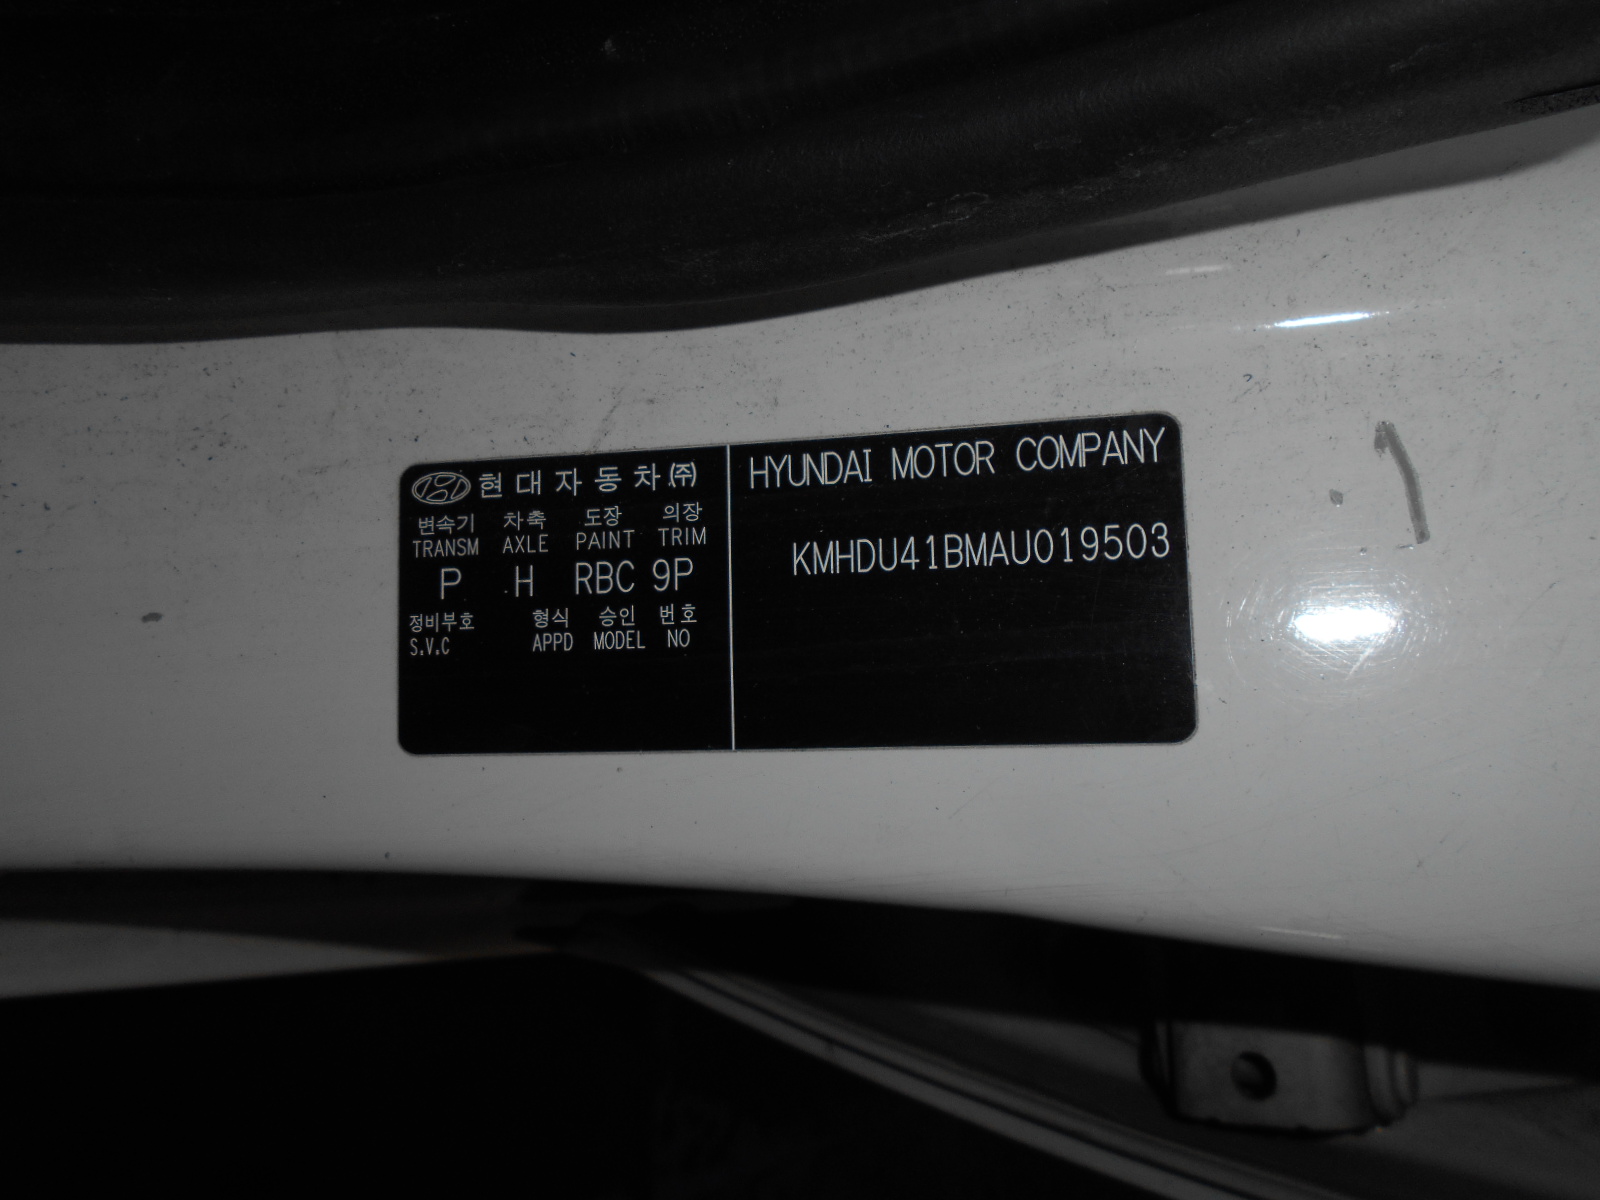 현대자동차㈜
변속기 차축 도장 의장
TRANSM AXLE PAINT TRIM
P H RBC 9P
정비부호 형식 승인 번호
S.V.C APPD MODEL NO
HYUNDAI MOTOR COMPANY
KMHDU41BMAU019503